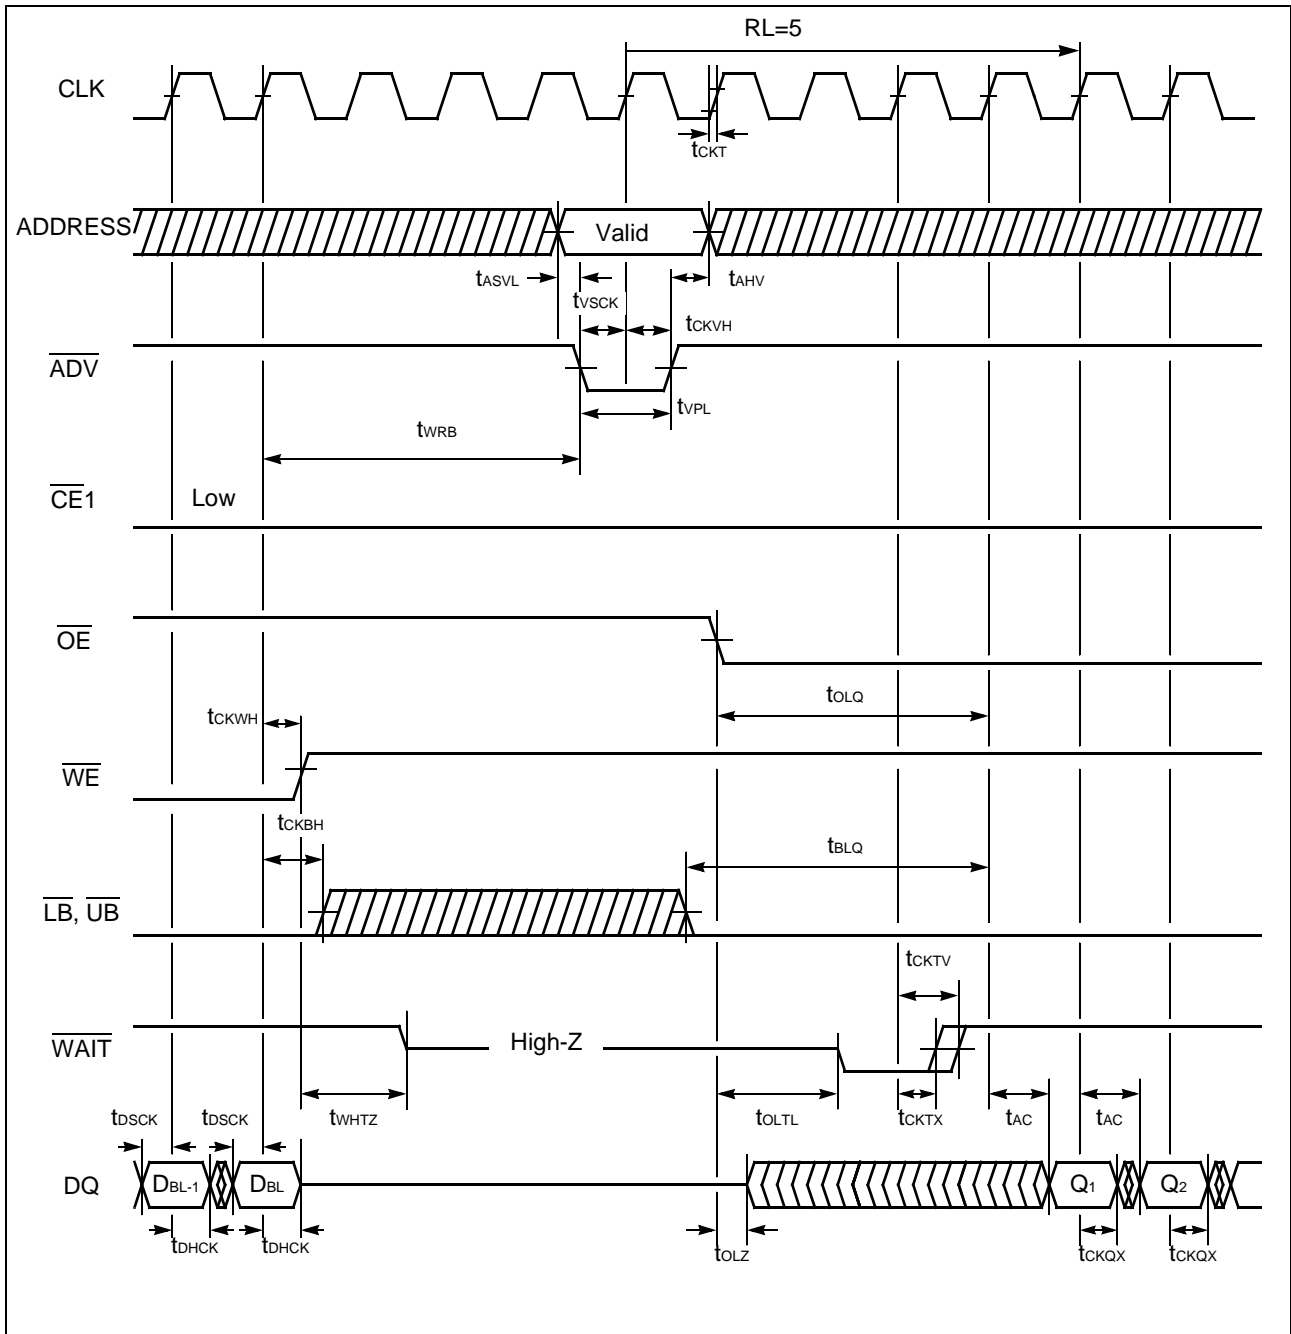 RL=5
CLK
tCKT
ADDRESS
Valid
tASVL
tAHV
tVSCK
tCKVH
ADV
tVPL
tWRB
CE1
Low
OE
tOLQ
tCKWH
WE
tCKBH
tBLQ
LB, UB
tCKTV
WAIT
High-Z
tDSCK
tDSCK
tWHTZ
tOLTL
tCKTX
tAC
tAC
DQ
DBL-1
DBL
Q1
Q2
tDHCK
tDHCK
tOLZ
tCKQX
tCKQX